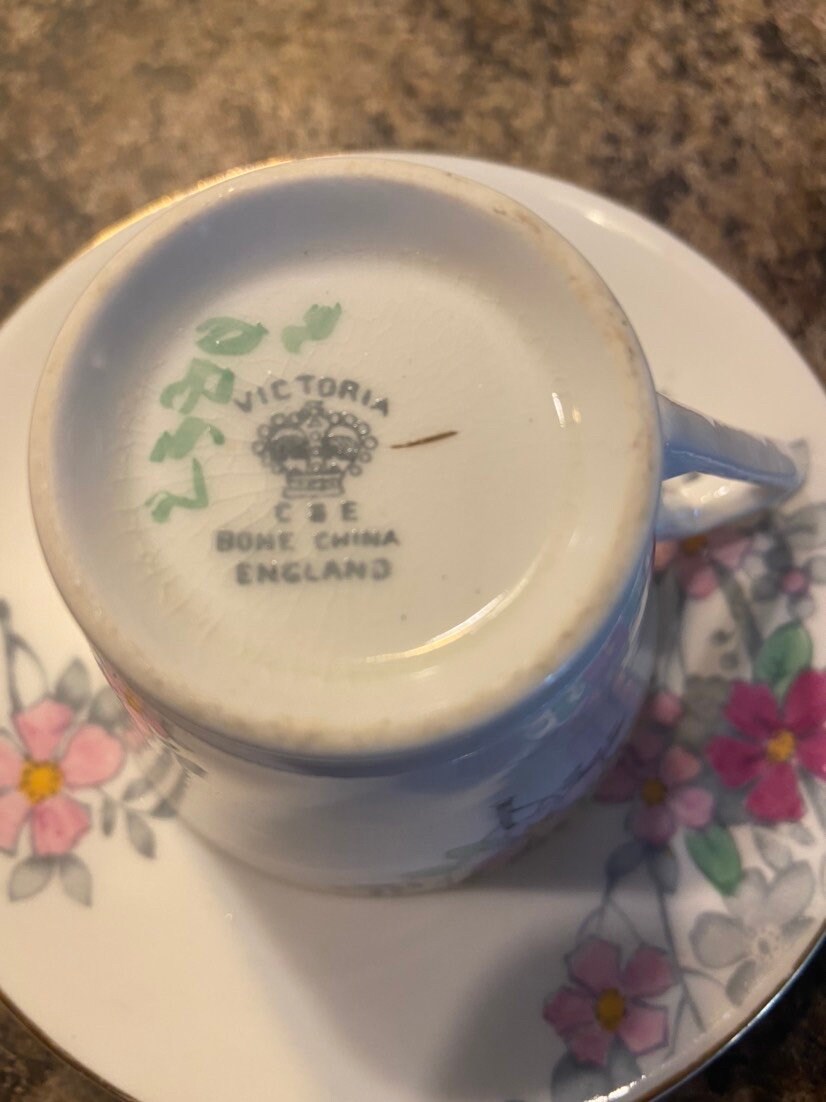 VICTORIA
C & E
BONE CHINA
ENGLAND